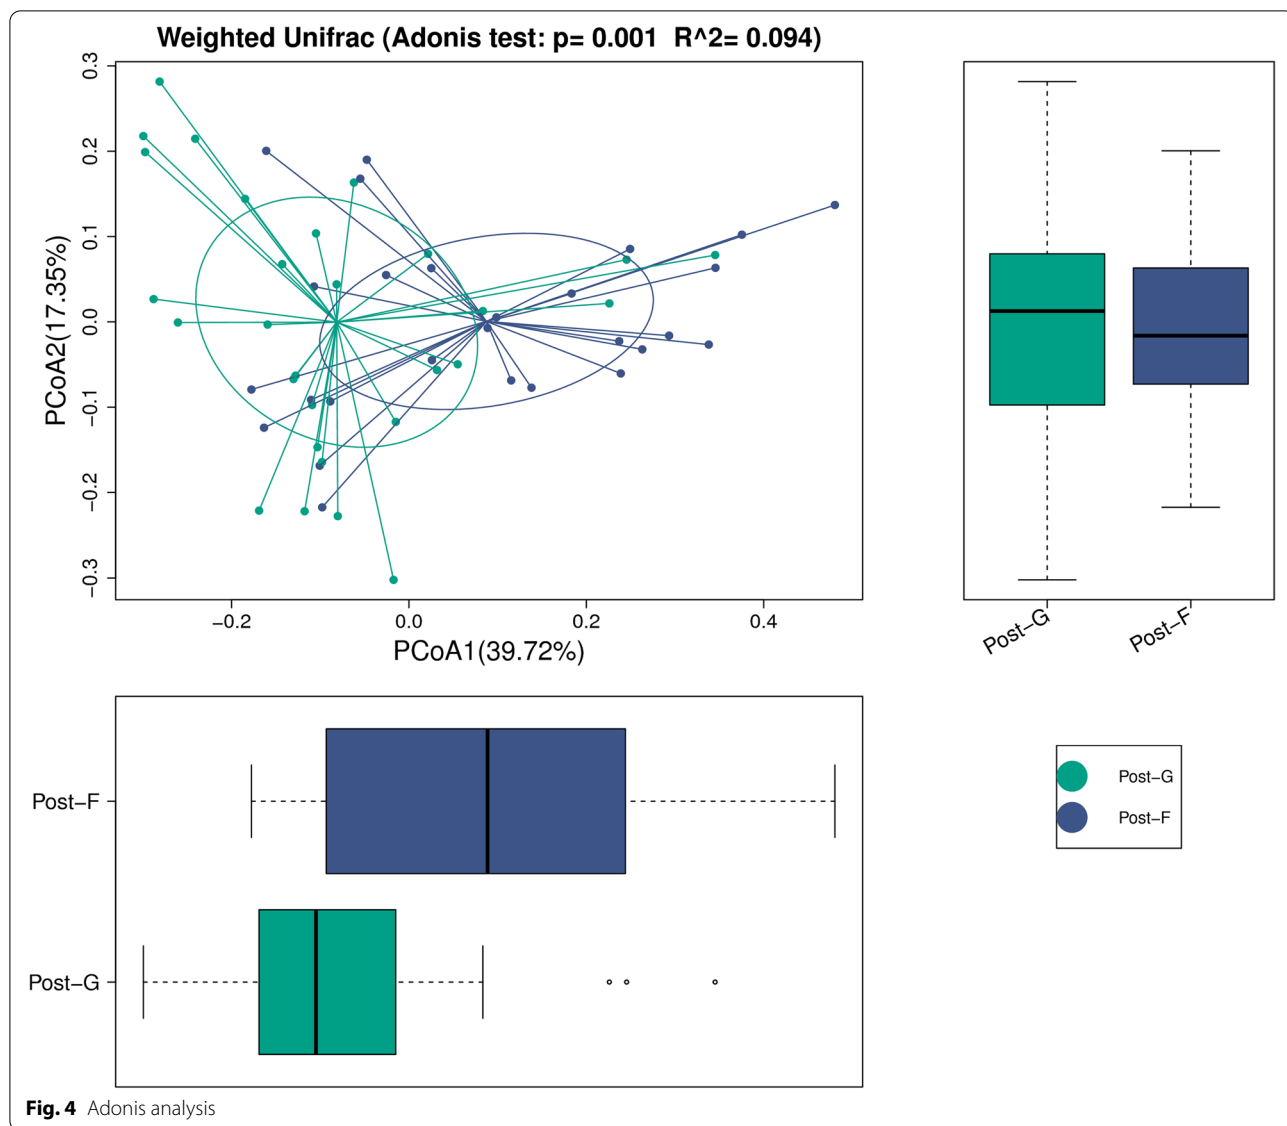 Weighted Unifrac (Adonis test: p= 0.001  R^2= 0.094)
PCoA2(17.35%)
0.3
0.2
0.1
0.0
−0.1
−0.2
−0.3
−0.2 0.0 0.2 0.4
PCoA1(39.72%)
Post−G Post−F
Post−F
Post−G
Post−G
Post−F
Fig. 4 Adonis analysis